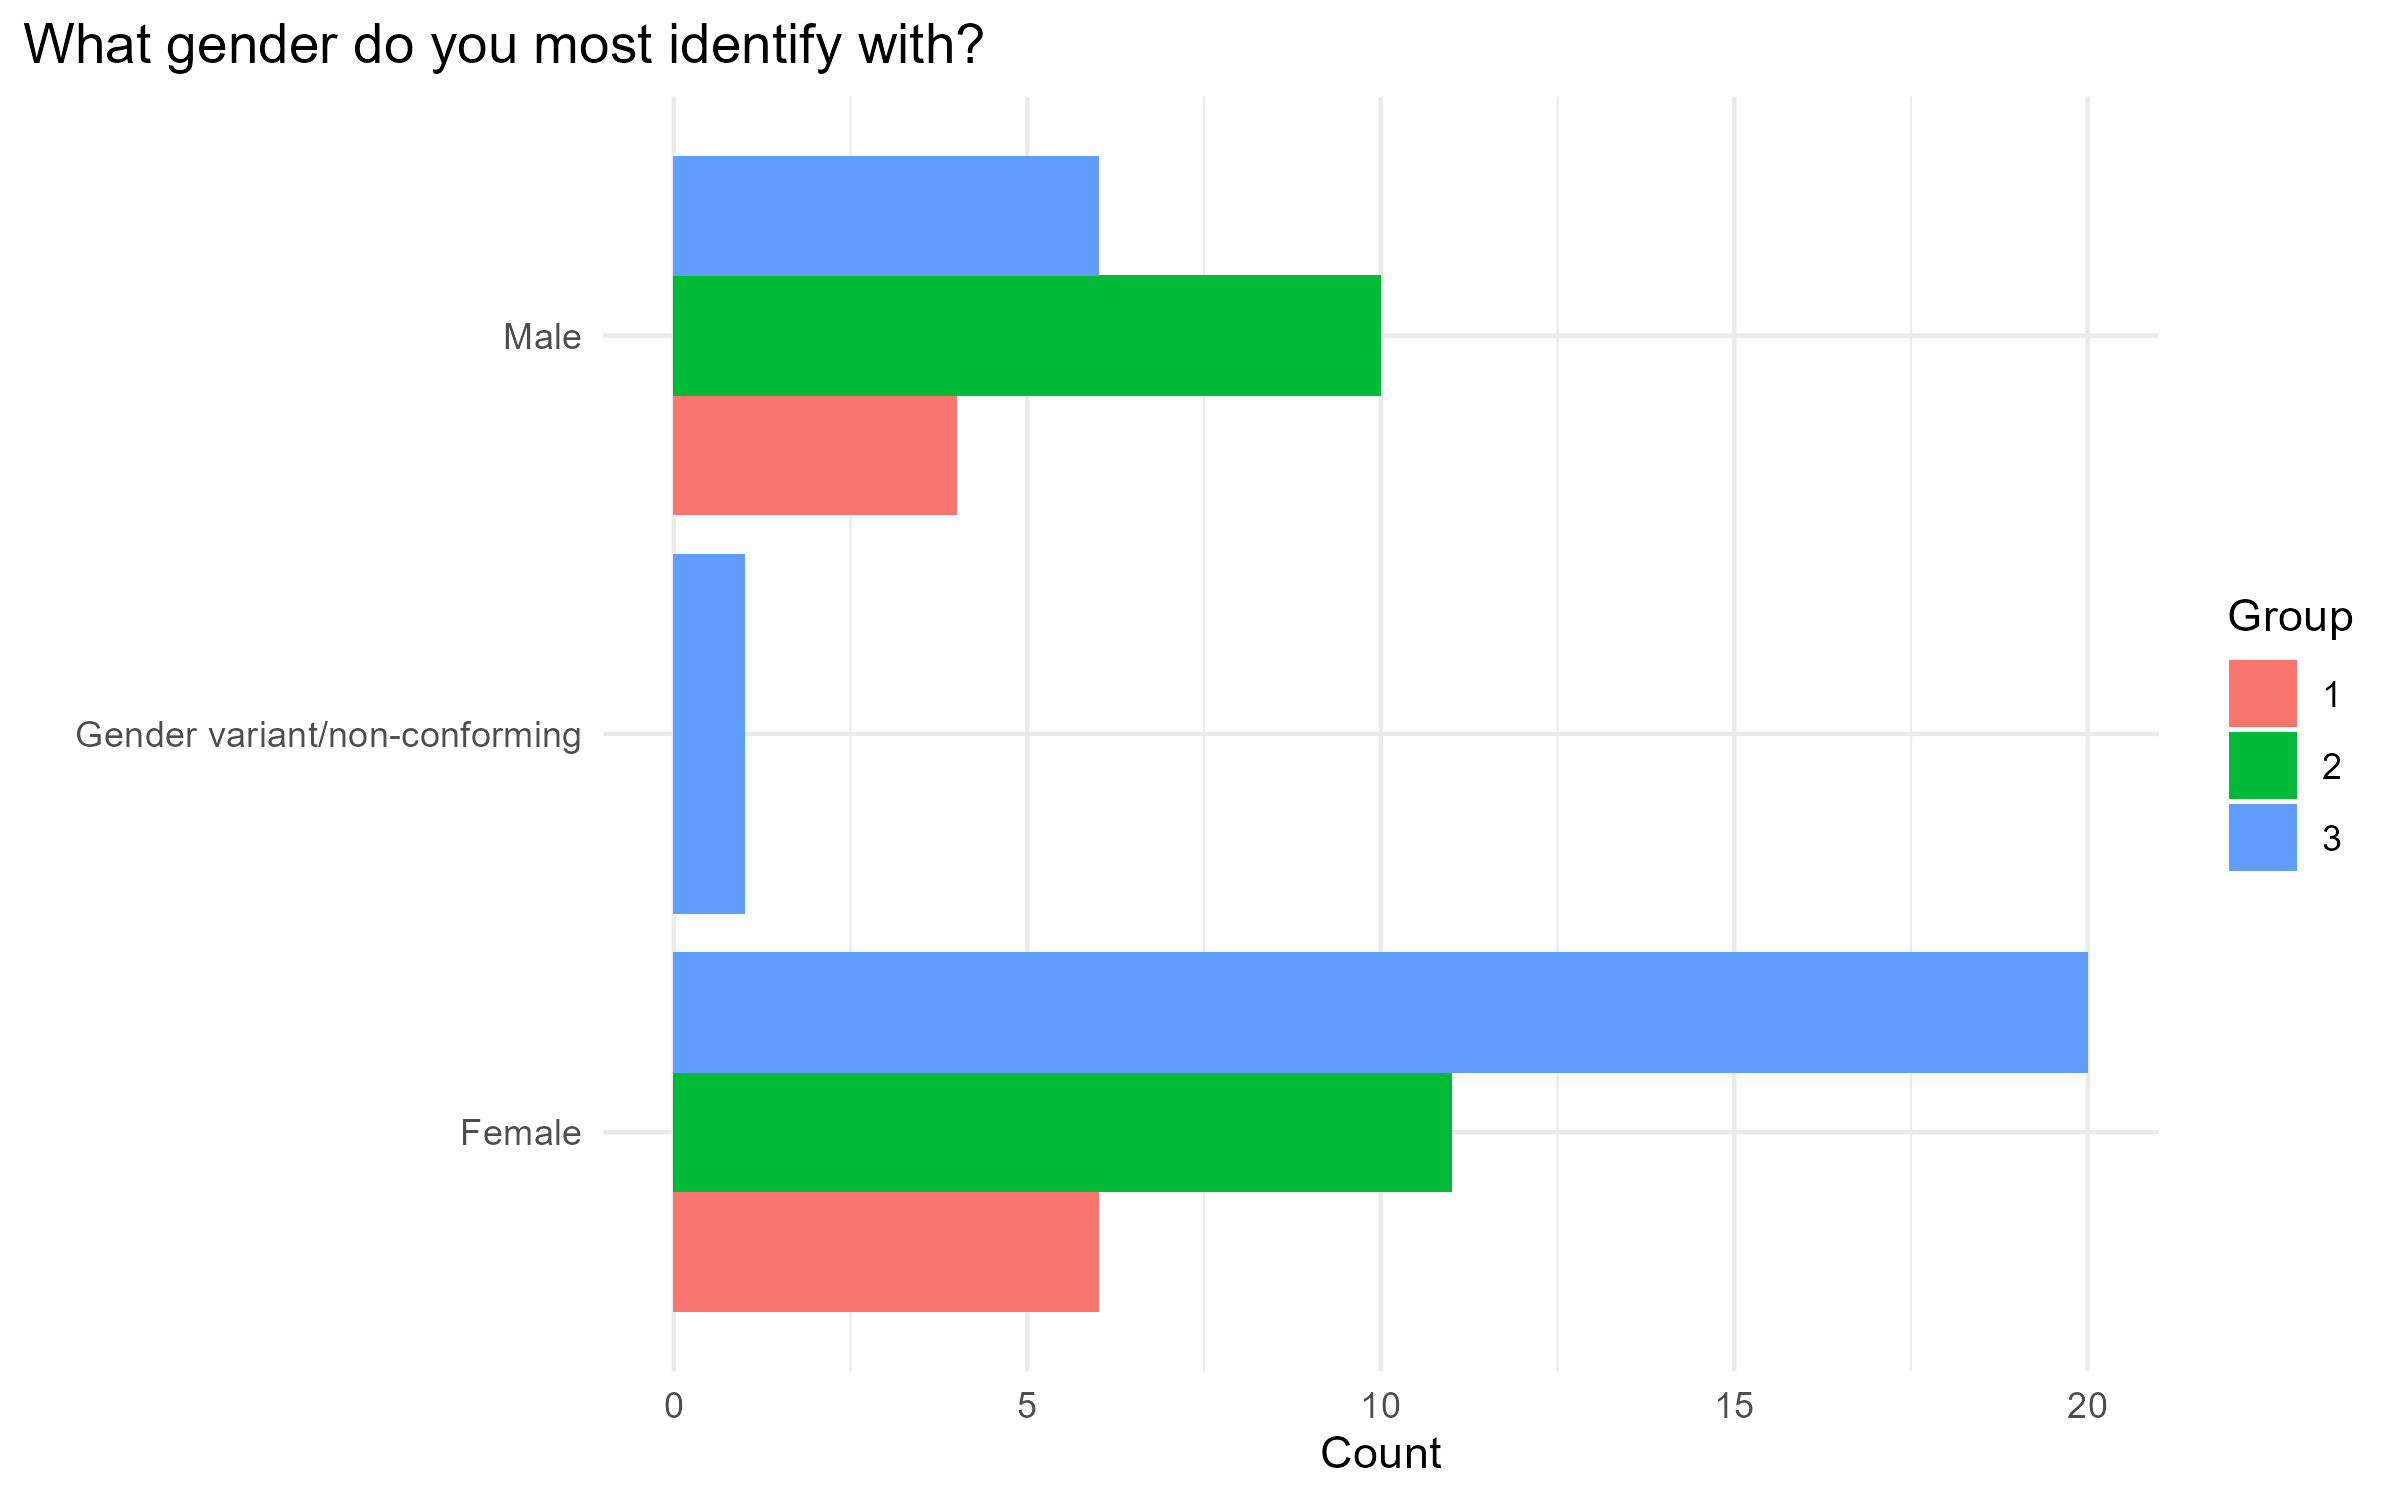 What gender do you most identify with?
Male
Gender variant/non-conforming
Female
0 5 10 15 20
Count
Group
1
2
3